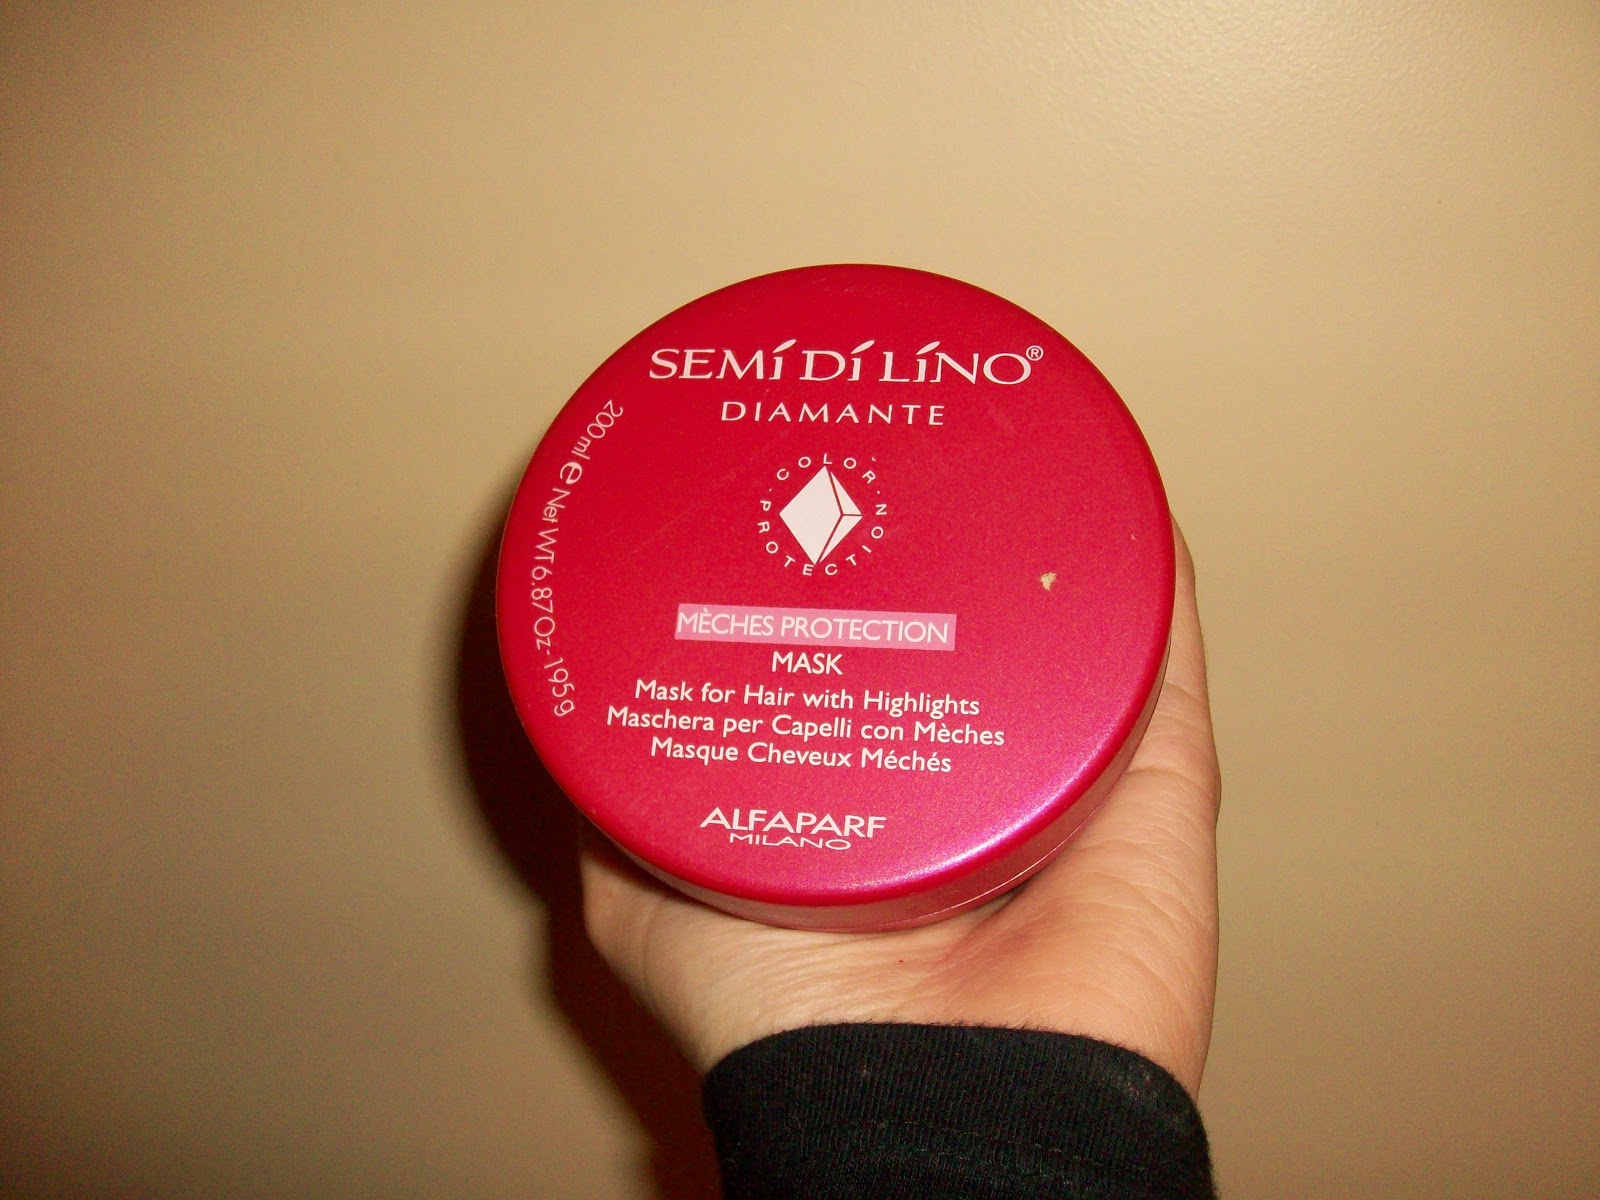 SEMÍ DÍ LÍNO®
DIAMANTE
·COLOR·
PROTECTION
MÈCHES PROTECTION
MASK
Mask for Hair with Highlights
Maschera per Capelli con Mèches
Masque Cheveux Méchés
ALFAPARF
MILANO
200ml ℮ Net WT 6.87 Oz - 195g